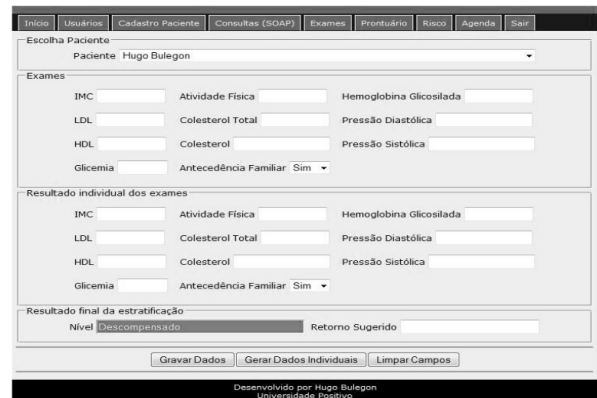 Início Usuários Cadastro Paciente Consultas (SOAP) Exames Prontuário Risco Agenda Sair
Escolha Paciente
Paciente Hugo Bulegon
Exames
IMC Atividade Física Hemoglobina Glicosilada
LDL Colesterol Total Pressão Diastólica
HDL Colesterol Pressão Sistólica
Glicemia Antecedência Familiar Sim
Resultado individual dos exames
IMC Atividade Física Hemoglobina Glicosilada
LDL Colesterol Total Pressão Diastólica
HDL Colesterol Pressão Sistólica
Glicemia Antecedência Familiar Sim
Resultado final da estratificação
Nível Descompensado Retorno Sugerido
Gravar Dados Gerar Dados Individuais Limpar Campos
Desenvolvido por Hugo Bulegon
Universidade Positivo